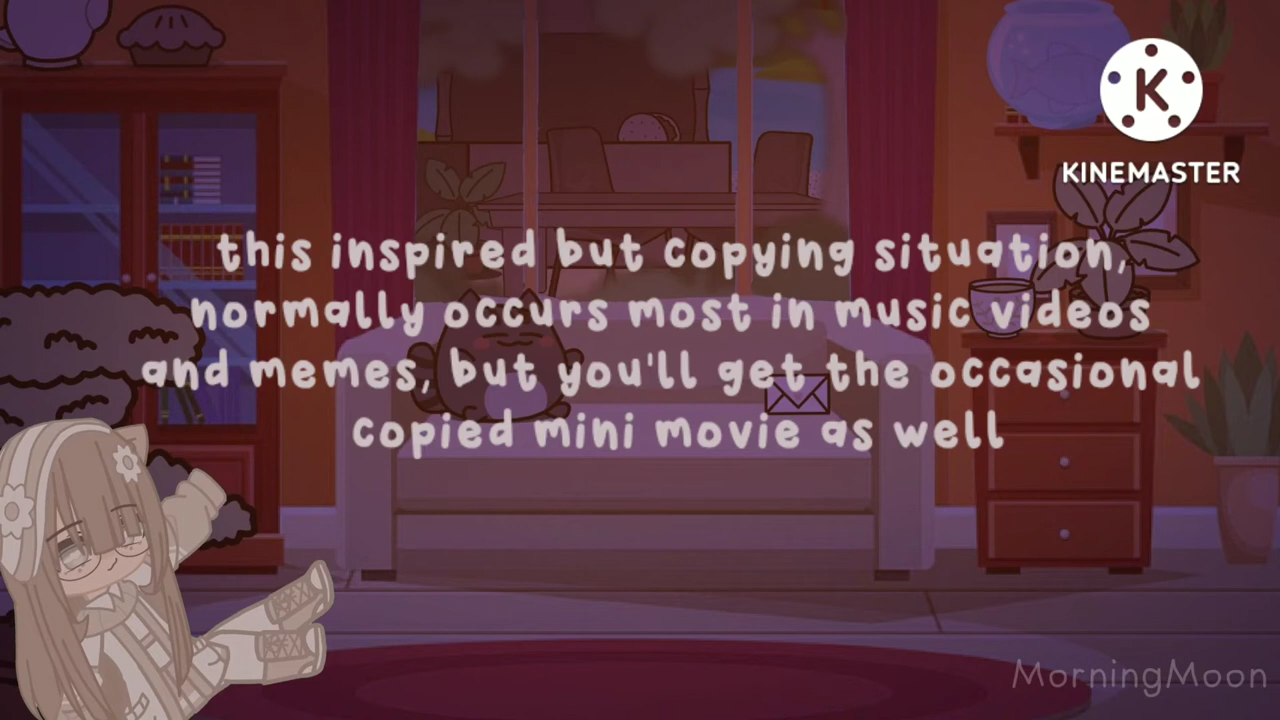 K
KINEMASTER
this inspired but copying situation,
normally occurs most in music videos
and memes, but you'll get the occasional
copied mini movie as well
MorningMoon